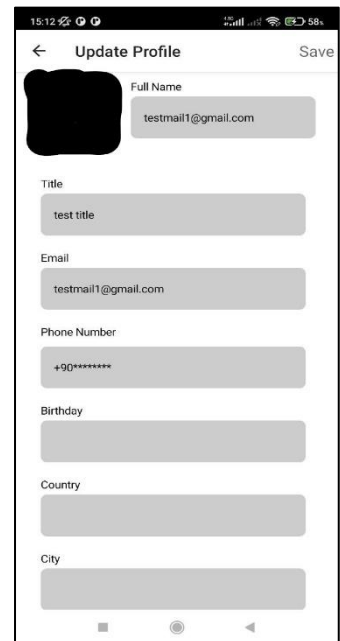 15:12 58
Update Profile Save
Full Name
testmail1@gmail.com
Title
test title
Email
testmail1@gmail.com
Phone Number
+90********
Birthday
Country
City